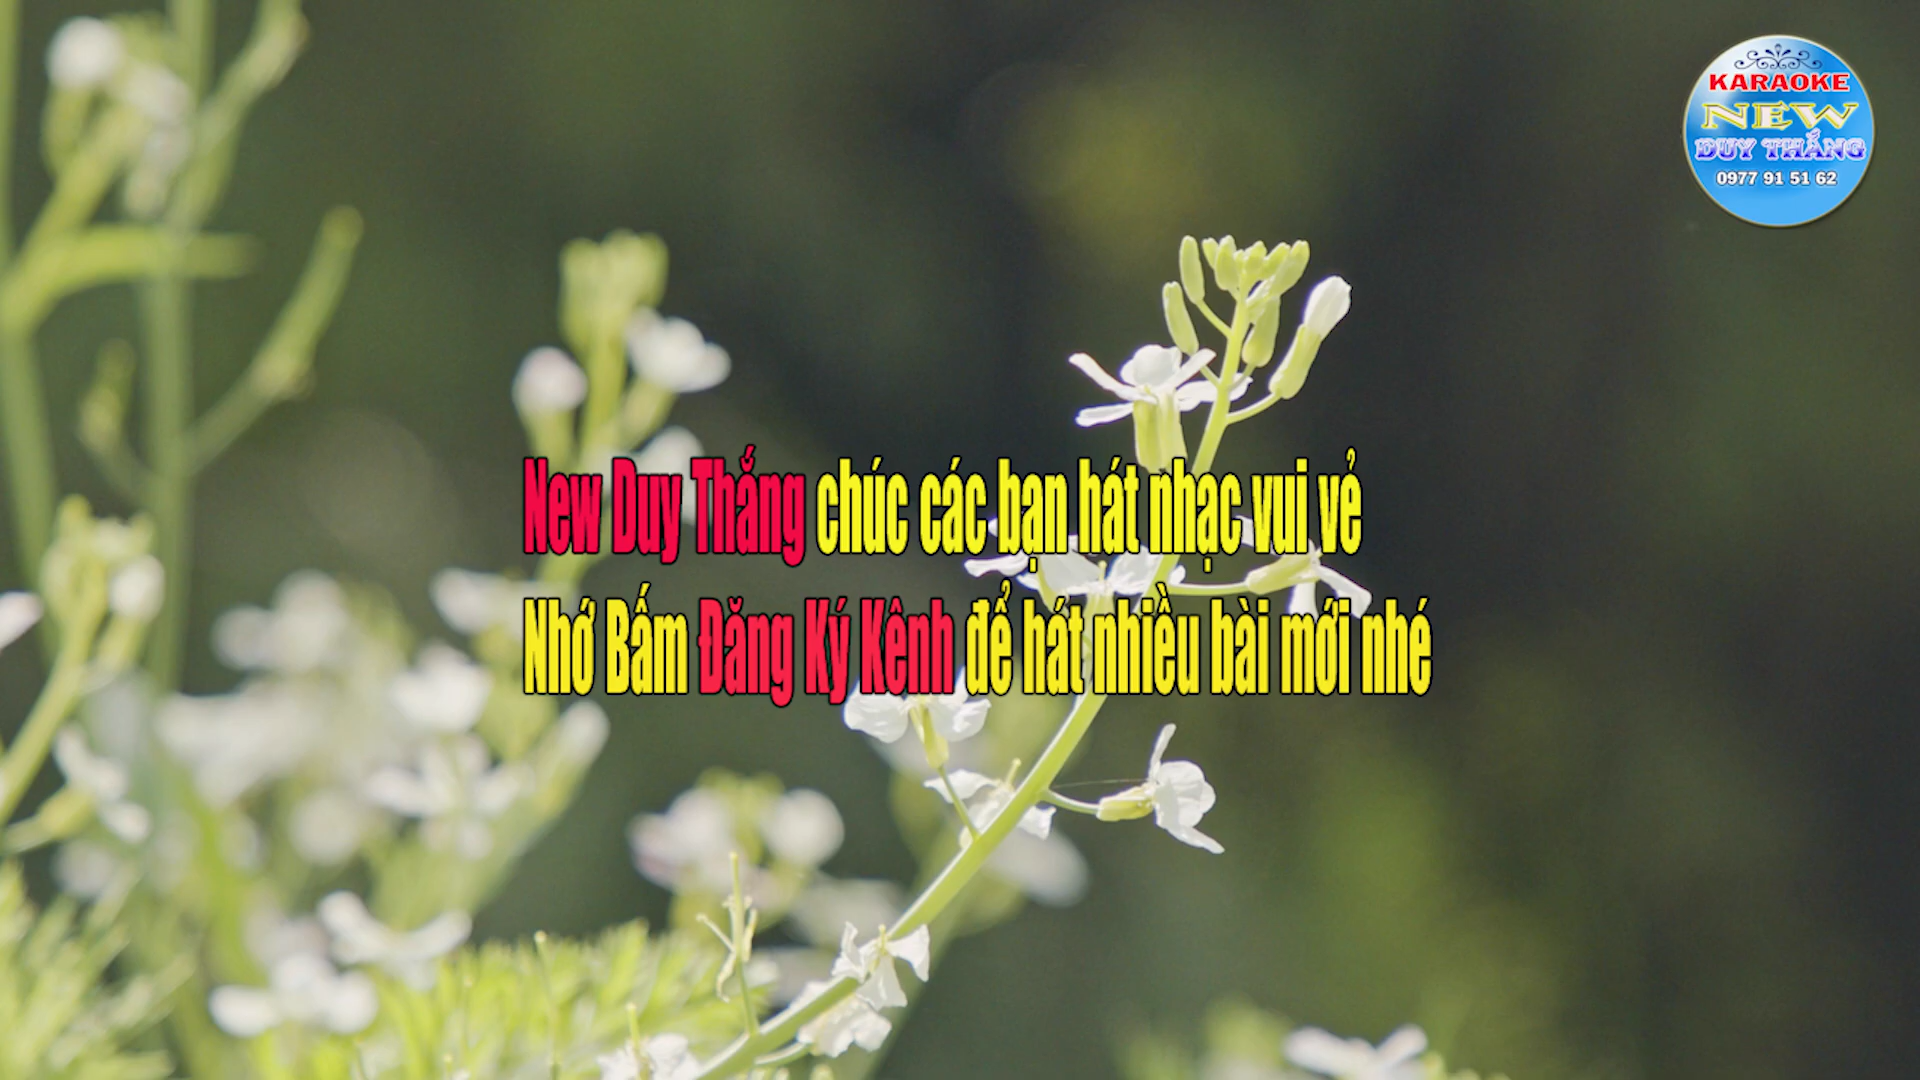 KARAOKE
NEW
DUY THẮNG
0977 91 51 62
New Duy Thắng chúc các bạn hát nhạc vui vẻ
Nhớ Bấm Đăng Ký Kênh để hát nhiều bài mới nhé